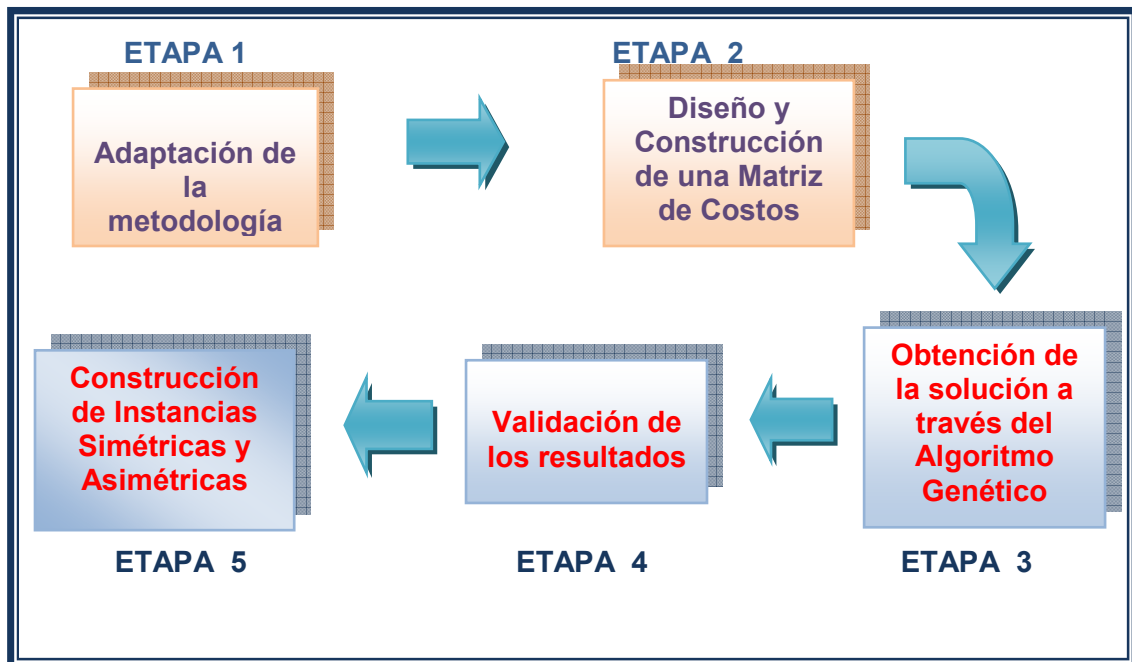 ETAPA 1
Adaptación de
la
metodología
ETAPA 2
Diseño y
Construcción
de una Matriz
de Costos
Obtención de
la solución a
través del
Algoritmo
Genético
ETAPA 3
Validación de
los resultados
ETAPA 4
Construcción
de Instancias
Simétricas y
Asimétricas
ETAPA 5